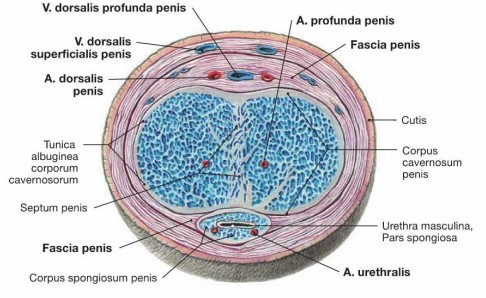 V. dorsalis profunda penis
V. dorsalis
superficialis penis
A. dorsalis
penis
Tunica
albuginea
corporum
cavernosorum
Septum penis
Fascia penis
Corpus spongiosum penis
A. profunda penis
Fascia penis
Cutis
Corpus
cavernosum
penis
Urethra masculina,
Pars spongiosa
A. urethralis